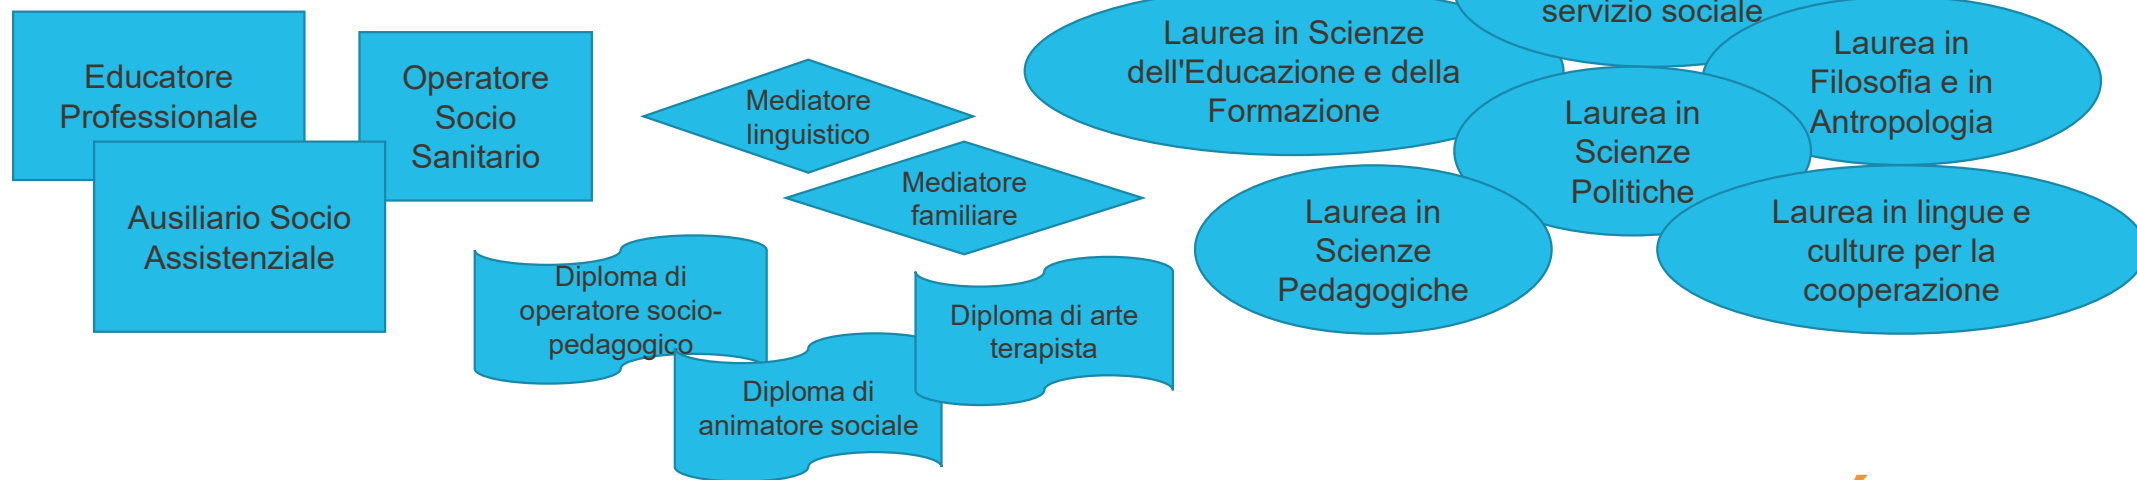 Educatore
Professionale
Operatore
Socio
Sanitario
Ausiliario Socio
Assistenziale
Mediatore
linguistico
Mediatore
familiare
Diploma di
operatore socio-
pedagogico
Diploma di
animatore sociale
Diploma di arte
terapista
Laurea in Scienze
dell'Educazione e della
Formazione
servizio sociale
Laurea in
Filosofia e in
Antropologia
Laurea in
Scienze
Politiche
Laurea in
Scienze
Pedagogiche
Laurea in lingue e
culture per la
cooperazione